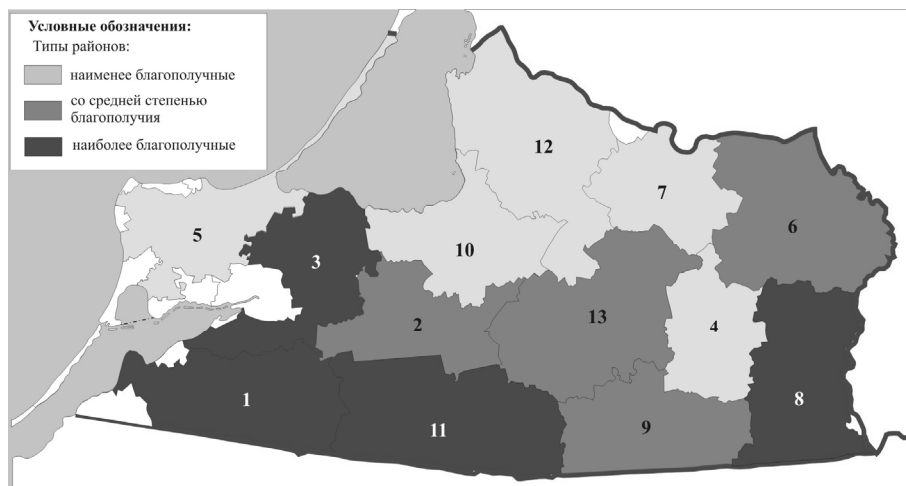 Условные обозначения:
Типы районов:
наименее благополучные
со средней степенью
благополучия
наиболее благополучные
12
7
6
5
3
10
2
13
4
1
11
9
8